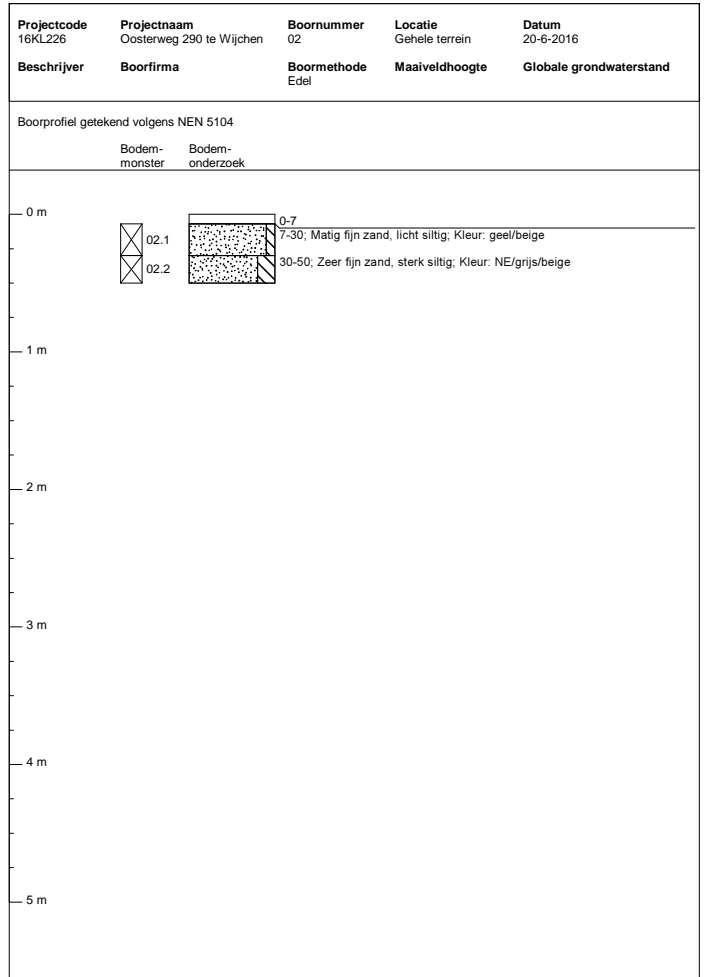 Projectcode Projectnaam Boornummer Locatie Datum
16KL226 Oosterweg 290 te Wijchen 02 Gehele terrein 20-6-2016
Beschrijver Boorfirma Boormethode Maaiveldhoogte Globale grondwaterstand
Edel
Boorprofiel getekend volgens NEN 5104
Bodem- Bodem-
monster onderzoek
0 m
0-7
02.1 7-30; Matig fijn zand, licht siltig; Kleur: geel/beige
02.2 30-50; Zeer fijn zand, sterk siltig; Kleur: NE/grijs/beige
1 m
2 m
3 m
4 m
5 m